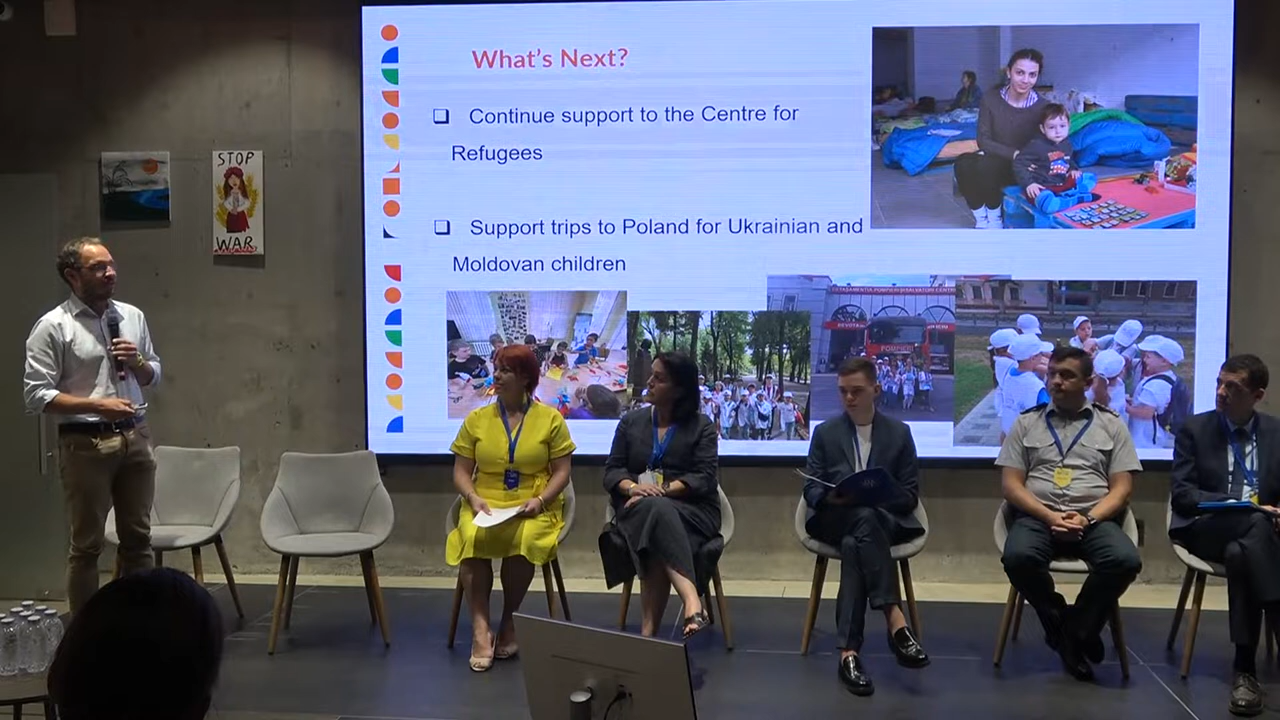 What's Next?
❑ Continue support to the Centre for
Refugees
❑ Support trips to Poland for Ukrainian and
Moldovan children
STOP
WAR
POMPIERI